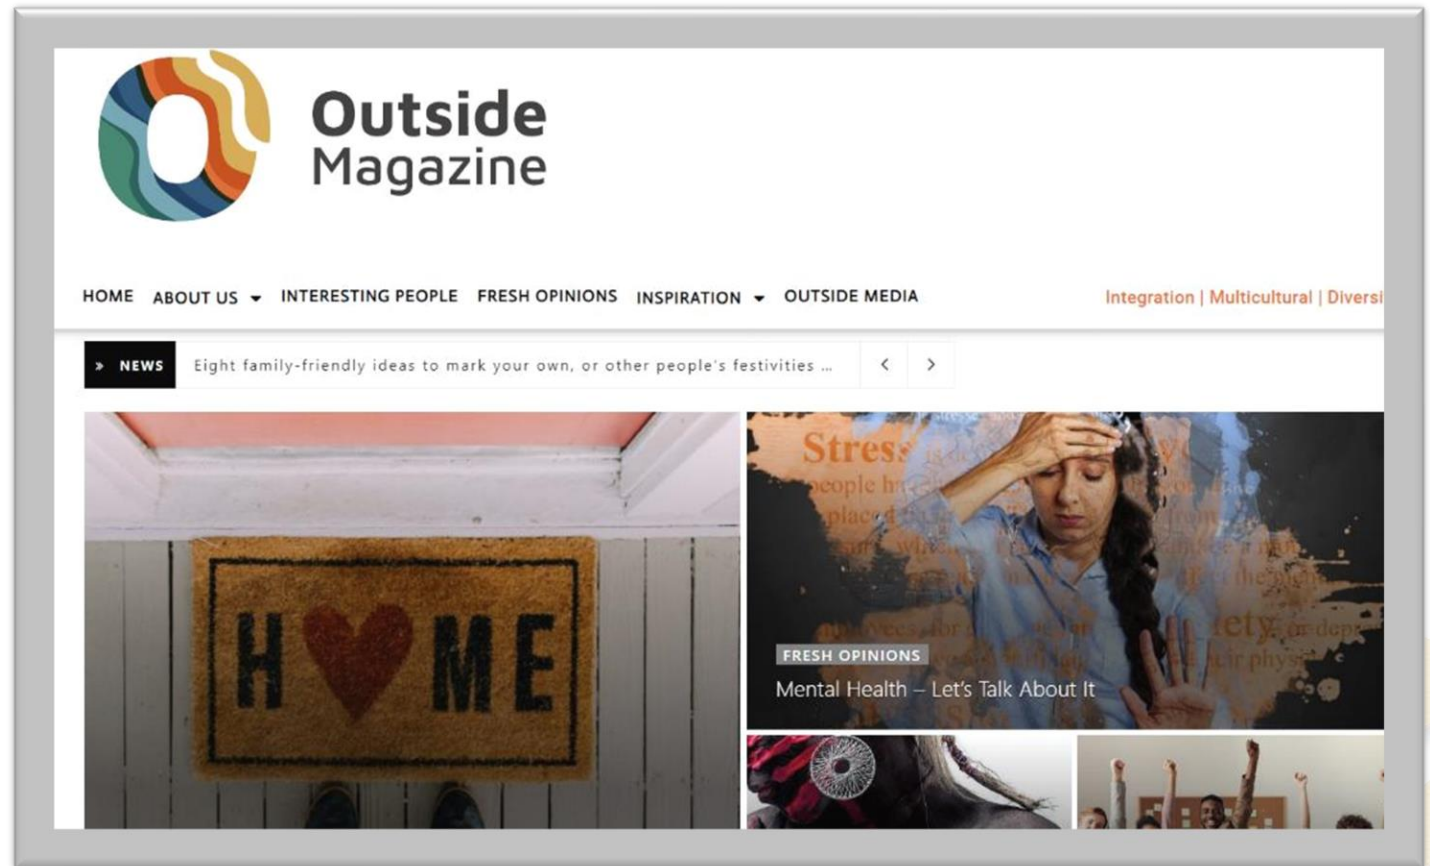 Outside
Magazine
HOME ABOUT US INTERESTING PEOPLE FRESH OPINIONS INSPIRATION OUTSIDE MEDIA
Integration | Multicultural | Diversi
» NEWS Eight family-friendly ideas to mark your own, or other people's festivities ...
HOME
Stress
FRESH OPINIONS
Mental Health – Let's Talk About It